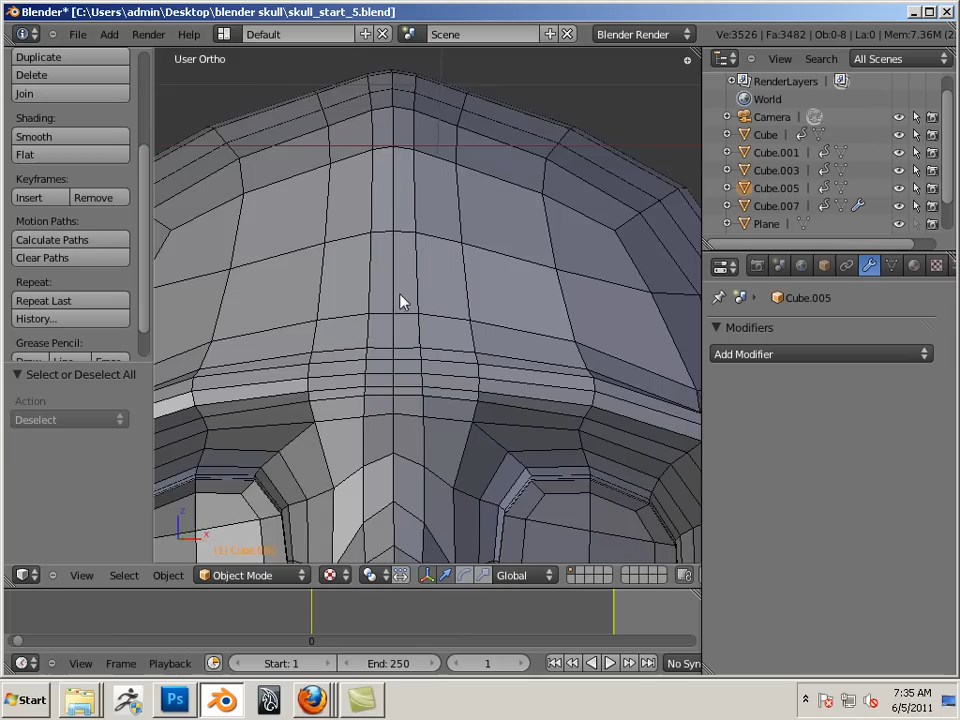 Blender* [C:\Users\admin\Desktop\blender skull\skull_start_5.blend]
File Add Render Help Default Scene Blender Render Ve:3526 | Fa:3482 | Ob:0-8 | La:0 | Mem:7.36M (2
Duplicate
Delete
Join
Shading:
Smooth
Flat
Keyframes:
Insert Remove
Motion Paths:
Calculate Paths
Clear Paths
Repeat:
Repeat Last
History...
Grease Pencil:
Select or Deselect All
Action
Deselect
User Ortho
z
x
View Select Object Object Mode Global
View Search All Scenes
RenderLayers
World
Camera
Cube
Cube.001
Cube.003
Cube.005
Cube.007
Plane
Cube.005
Modifiers
Add Modifier
0
View Frame Playback Start: 1 End: 250 1 No Syn
Start Ps 7:35 AM
6/5/2011